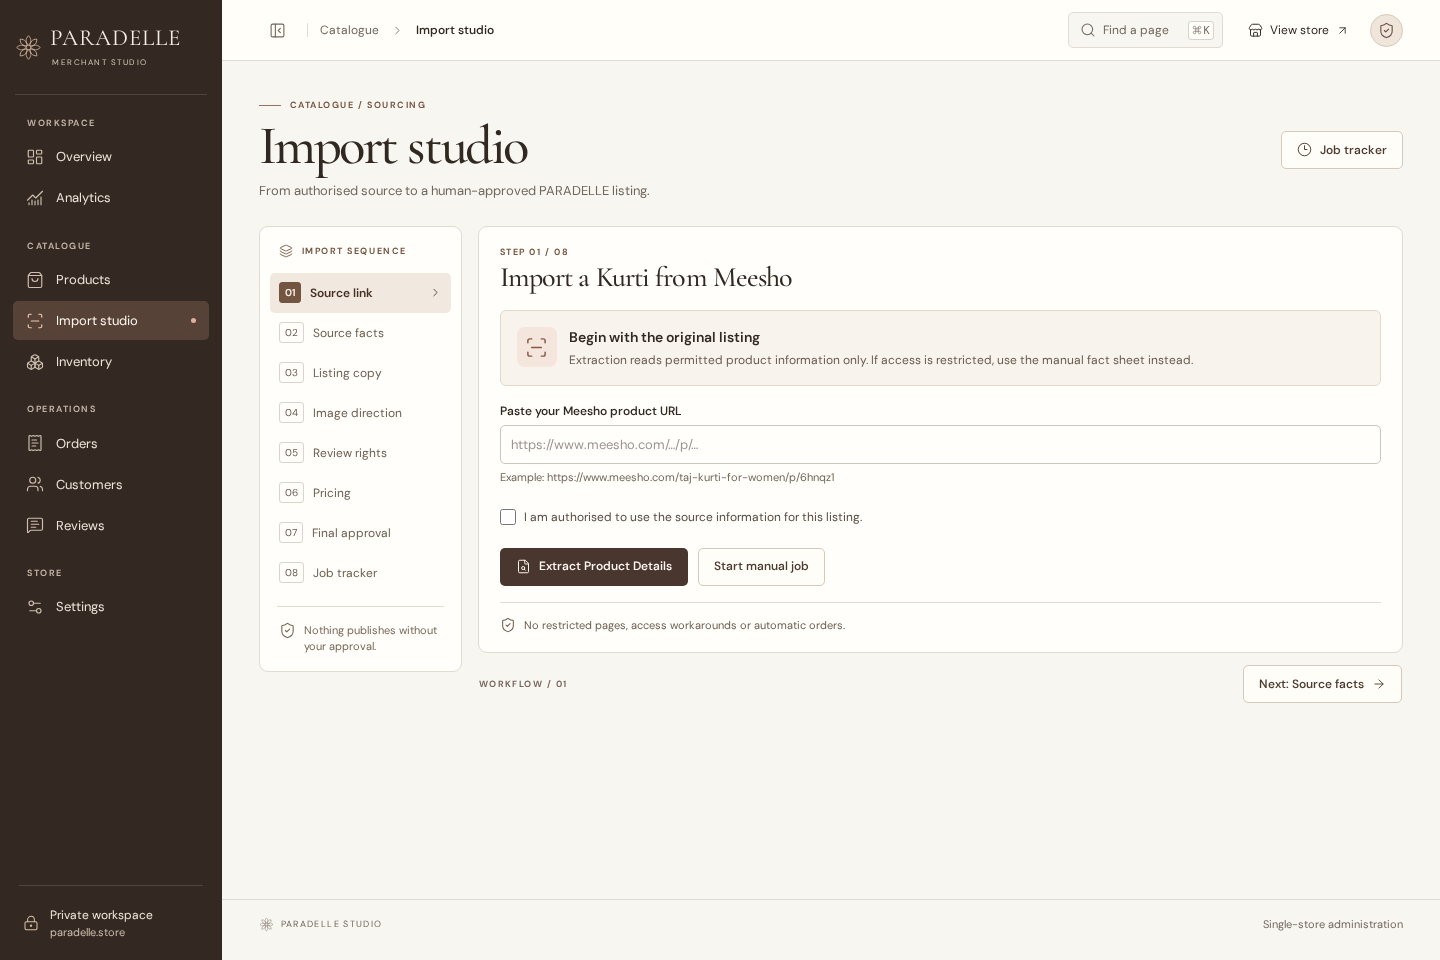 PARADELLE
MERCHANT STUDIO
WORKSPACE
Overview
Analytics
CATALOGUE
Products
Import studio
Inventory
OPERATIONS
Orders
Customers
Reviews
STORE
Settings
Private workspace
paradelle.store
Catalogue
Import studio
Find a page
⌘K
View store
CATALOGUE / SOURCING
Import studio
From authorised source to a human-approved PARADELLE listing.
Job tracker
IMPORT SEQUENCE
01 Source link
02 Source facts
03 Listing copy
04 Image direction
05 Review rights
06 Pricing
07 Final approval
08 Job tracker
Nothing publishes without
your approval.
STEP 01 / 08
Import a Kurti from Meesho
Begin with the original listing
Extraction reads permitted product information only. If access is restricted, use the manual fact sheet instead.
Paste your Meesho product URL
https://www.meesho.com/…/p/…
Example: https://www.meesho.com/taj-kurti-for-women/p/6hnqz1
I am authorised to use the source information for this listing.
Extract Product Details
Start manual job
No restricted pages, access workarounds or automatic orders.
WORKFLOW / 01
Next: Source facts
PARADELLE STUDIO
Single-store administration